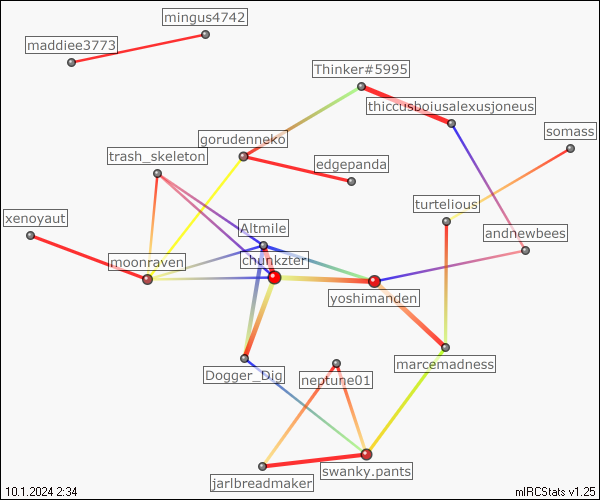 mingus4742
maddiee3773
Thinker#5995
thiccusboiusalexusjoneus
somass
gorudenneko
trash_skeleton
edgepanda
turtelious
xenoyaut
Altmile
andnewbees
chunkzter
moonraven
yoshimanden
marcemadness
Dogger_Dig
neptune01
swanky.pants
jarlbreadmaker
10.1.2024 2:34
mIRCStats v1.25